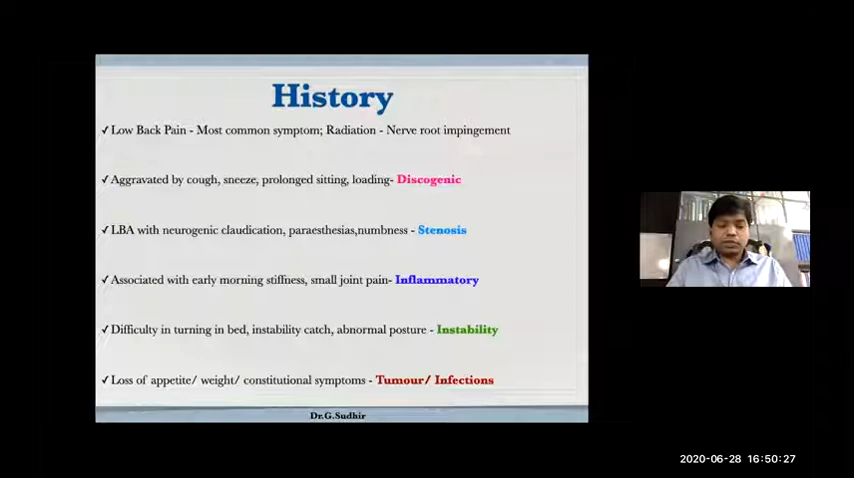 History
✓ Low Back Pain - Most common symptom; Radiation - Nerve root impingement
✓ Aggravated by cough, sneeze, prolonged sitting, loading- Discogenic
✓ LBA with neurogenic claudication, paraesthesias,numbness - Stenosis
✓ Associated with early morning stiffness, small joint pain- Inflammatory
✓ Difficulty in turning in bed, instability catch, abnormal posture - Instability
✓ Loss of appetite/ weight/ constitutional symptoms - Tumour/ Infections
Dr.G.Sudhir
2020-06-28 16:50:27